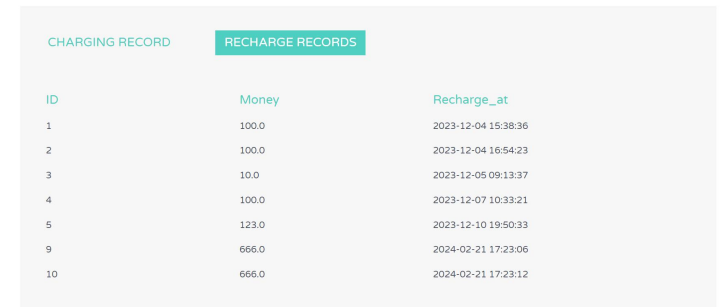 CHARGING RECORD RECHARGE RECORDS
ID Money Recharge_at
1 100.0 2023-12-04 15:38:36
2 100.0 2023-12-04 16:54:23
3 10.0 2023-12-05 09:13:37
4 100.0 2023-12-07 10:33:21
5 123.0 2023-12-10 19:50:33
9 666.0 2024-02-21 17:23:06
10 666.0 2024-02-21 17:23:12